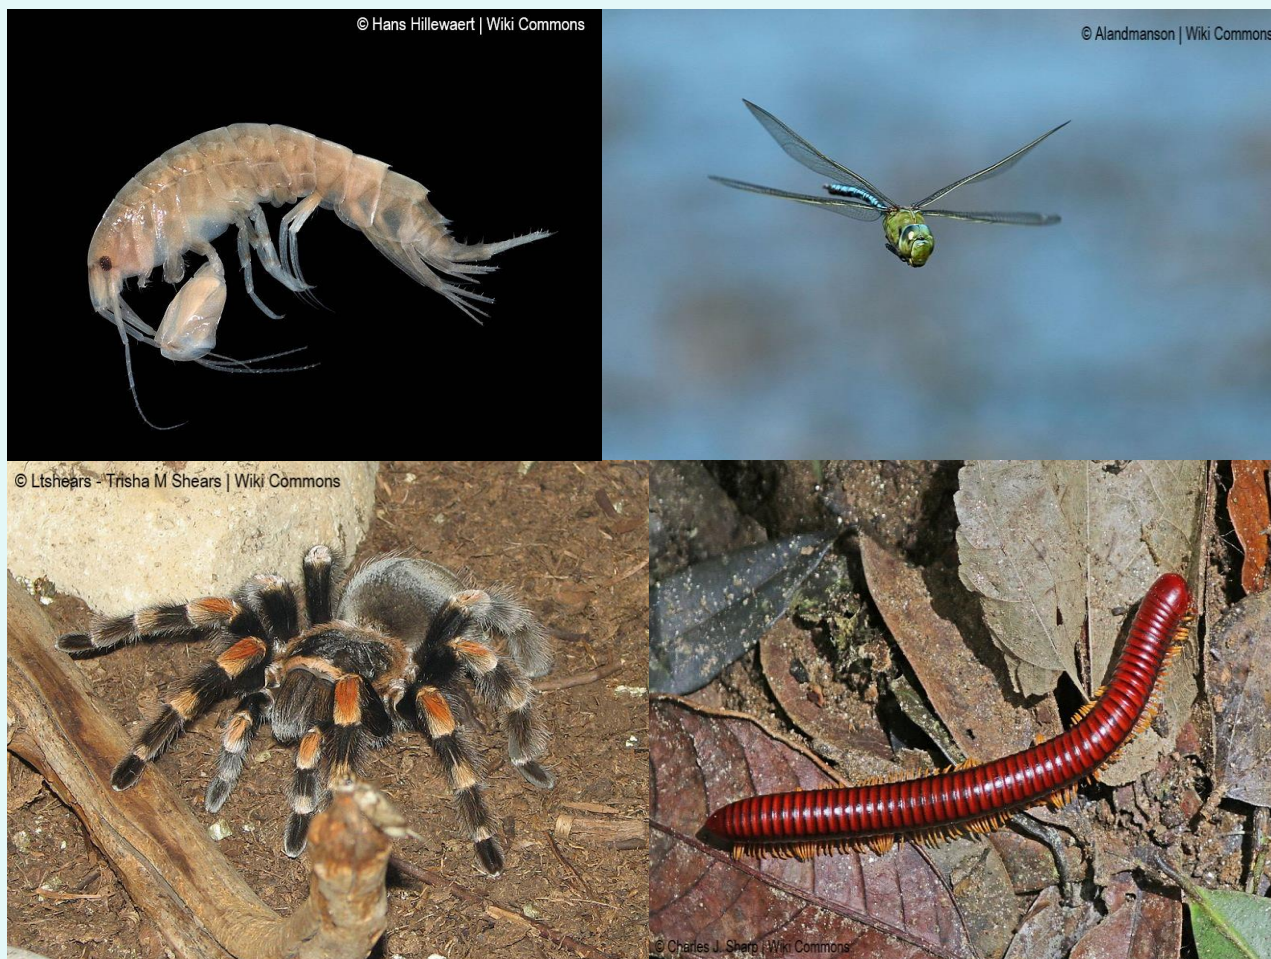 © Hans Hillewaert | Wiki Commons
© Alandmanson | Wiki Commons
© Ltshears - Trisha M Shears | Wiki Commons
© Charles J. Sharp | Wiki Commons